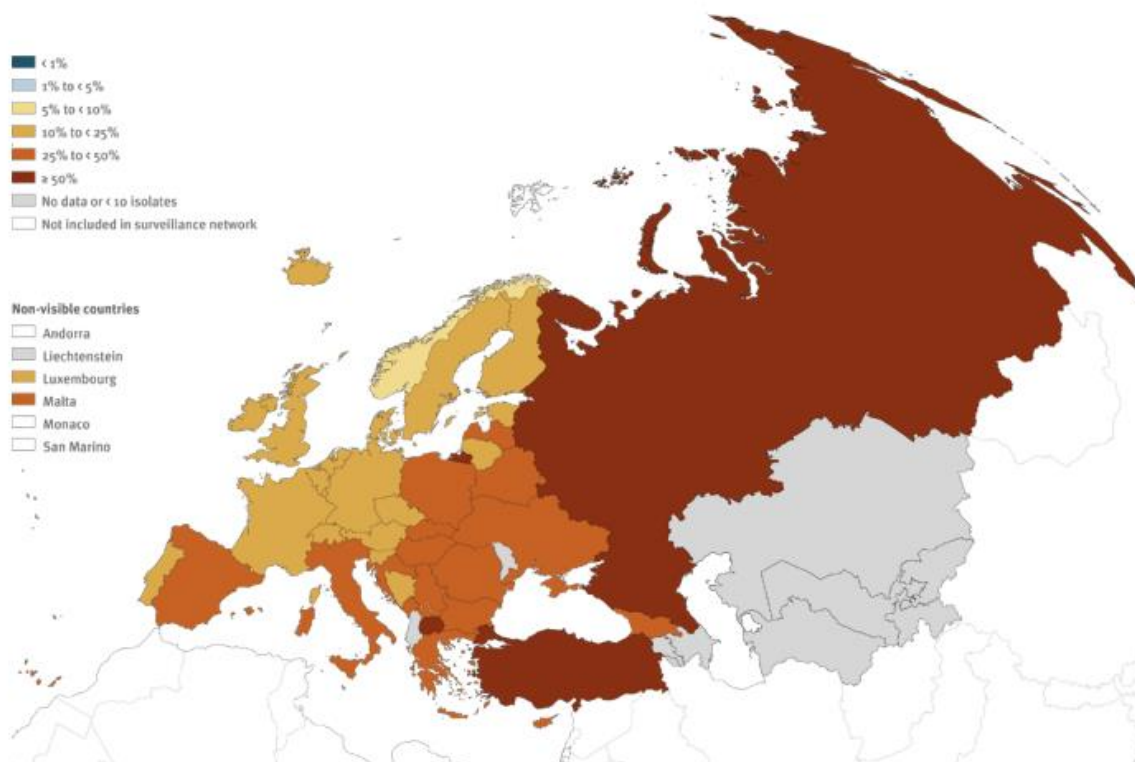 < 1%
1% to < 5%
5% to < 10%
10% to < 25%
25% to < 50%
≥ 50%
No data or < 10 isolates
Not included in surveillance network
Non-visible countries
Andorra
Liechtenstein
Luxembourg
Malta
Monaco
San Marino